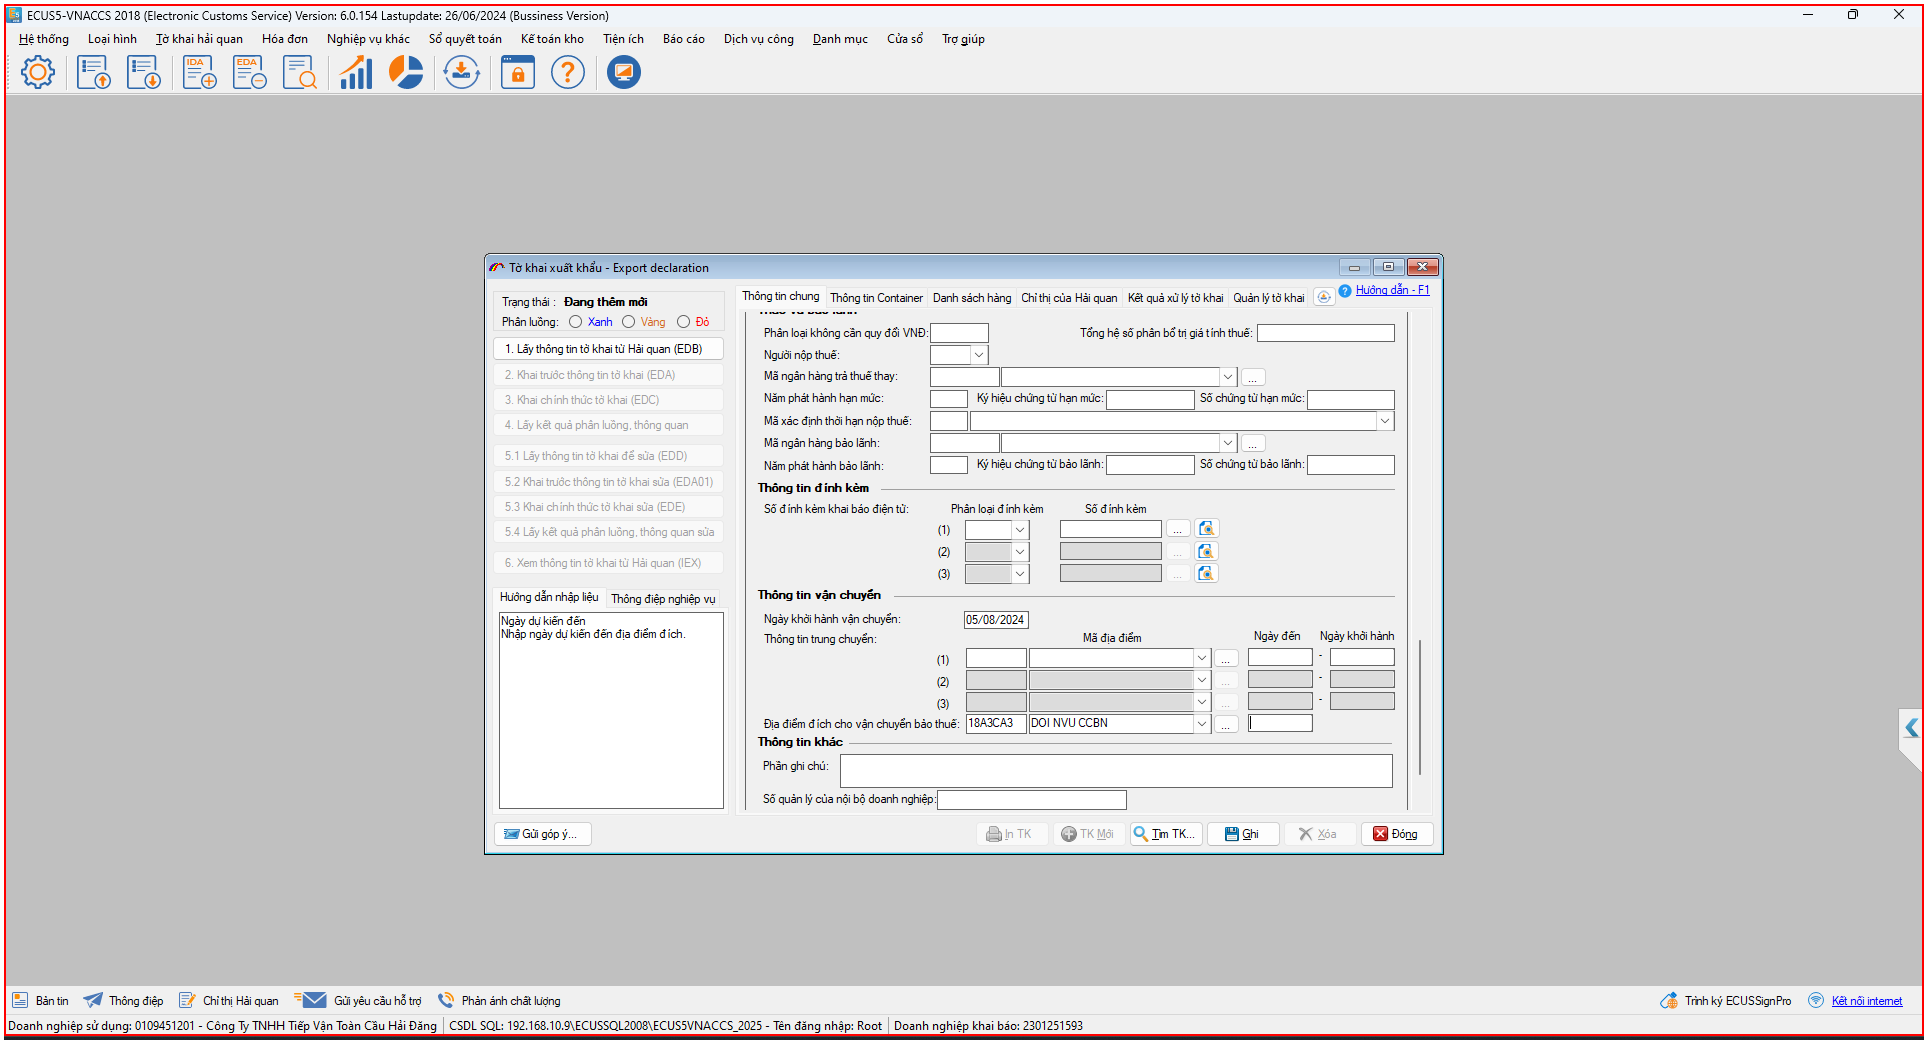 ECUS5-VNACCS 2018 (Electronic Customs Service) Version: 6.0.154 Lastupdate: 26/06/2024 (Bussiness Version)
Hệ thống Loại hình Tờ khai hải quan Hóa đơn Nghiệp vụ khác Sổ quyết toán Kế toán kho Tiện ích Báo cáo Dịch vụ công Danh mục Cửa sổ Trợ giúp
IDA EDA
Tờ khai xuất khẩu - Export declaration
Trạng thái : Đang thêm mới
Phân luồng: Xanh Vàng Đỏ
1. Lấy thông tin tờ khai từ Hải quan (EDB)
2. Khai trước thông tin tờ khai (EDA)
3. Khai chính thức tờ khai (EDC)
4. Lấy kết quả phân luồng, thông quan
5.1 Lấy thông tin tờ khai để sửa (EDD)
5.2 Khai trước thông tin tờ khai sửa (EDA01)
5.3 Khai chính thức tờ khai sửa (EDE)
5.4 Lấy kết quả phân luồng, thông quan sửa
6. Xem thông tin tờ khai từ Hải quan (IEX)
Hướng dẫn nhập liệu Thông điệp nghiệp vụ
Ngày dự kiến đến
Nhập ngày dự kiến đến địa điểm đích.
Gửi góp ý...
Thông tin chung Thông tin Container Danh sách hàng Chỉ thị của Hải quan Kết quả xử lý tờ khai Quản lý tờ khai Hướng dẫn - F1
Thuế và bảo lãnh
Phân loại không cần quy đổi VNĐ: Tổng hệ số phân bổ trị giá tính thuế:
Người nộp thuế:
Mã ngân hàng trả thuế thay: ...
Năm phát hành hạn mức: Ký hiệu chứng từ hạn mức: Số chứng từ hạn mức:
Mã xác định thời hạn nộp thuế:
Mã ngân hàng bảo lãnh: ...
Năm phát hành bảo lãnh: Ký hiệu chứng từ bảo lãnh: Số chứng từ bảo lãnh:
Thông tin đính kèm
Số đính kèm khai báo điện tử: Phân loại đính kèm Số đính kèm
(1) ...
(2) ...
(3) ...
Thông tin vận chuyển
Ngày khởi hành vận chuyển: 05/08/2024
Thông tin trung chuyển: Mã địa điểm Ngày đến Ngày khởi hành
(1) ... -
(2) ... -
(3) ... -
Địa điểm đích cho vận chuyển bảo thuế: 18A3CA3 DOI NVU CCBN ...
Thông tin khác
Phần ghi chú:
Số quản lý của nội bộ doanh nghiệp:
In TK TK Mới Tìm TK... Ghi Xóa Đóng
Bản tin Thông điệp Chỉ thị Hải quan Gửi yêu cầu hỗ trợ Phản ánh chất lượng Trình ký ECUSSignPro Kết nối internet
Doanh nghiệp sử dụng: 0109451201 - Công Ty TNHH Tiếp Vận Toàn Cầu Hải Đăng CSDL SQL: 192.168.10.9\ECUSSQL2008\ECUS5VNACCS_2025 - Tên đăng nhập: Root Doanh nghiệp khai báo: 2301251593